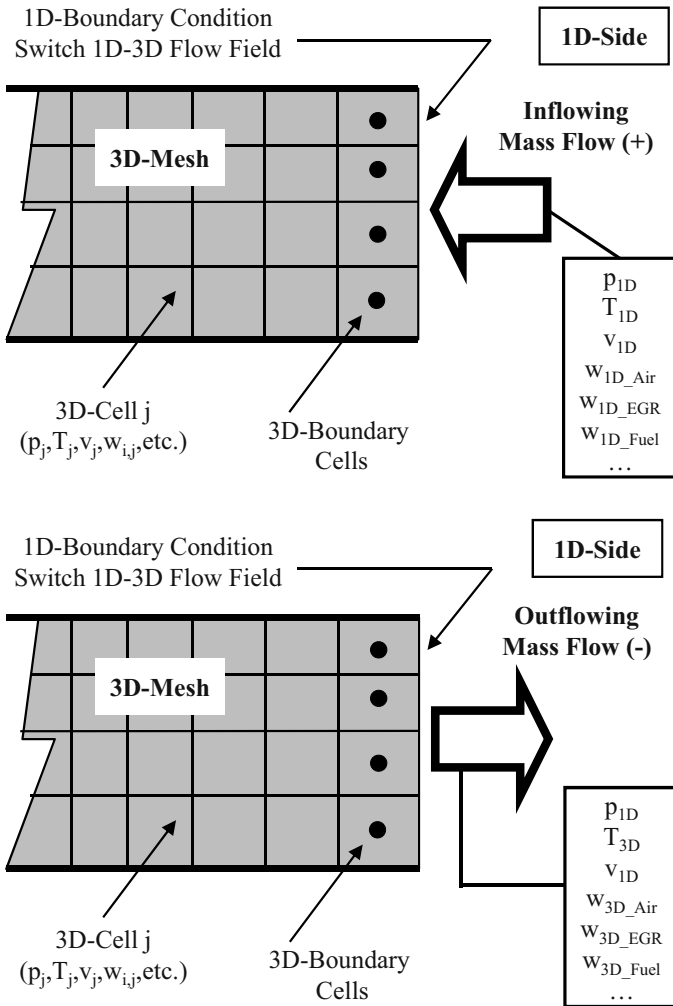 1D-Boundary Condition
Switch 1D-3D Flow Field
1D-Side
Inflowing
Mass Flow (+)
3D-Mesh
p1D
T1D
v1D
w1D_Air
w1D_EGR
w1D_Fuel
…
3D-Cell j
(pj,Tj,vj,wi,j,etc.)
3D-Boundary
Cells
1D-Boundary Condition
Switch 1D-3D Flow Field
1D-Side
Outflowing
Mass Flow (-)
3D-Mesh
p1D
T3D
v1D
w3D_Air
w3D_EGR
w3D_Fuel
…
3D-Cell j
(pj,Tj,vj,wi,j,etc.)
3D-Boundary
Cells